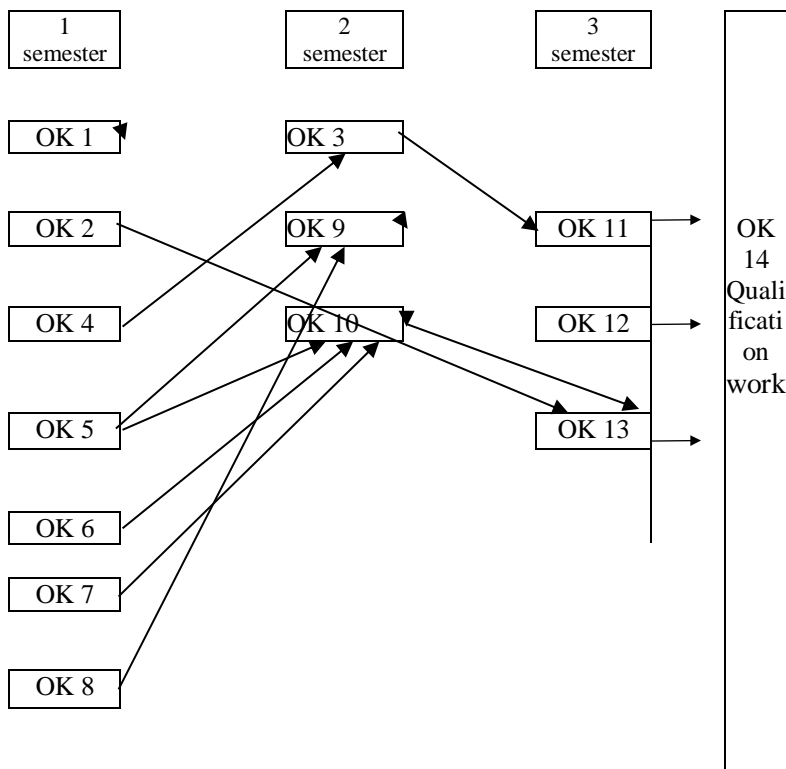 1
semester
2
semester
3
semester
OK 1
OK 3
OK 2
OK 9
OK 11
OK 4
OK 10
OK 12
OK 5
OK 13
OK 6
OK 7
OK 8
OK
14
Quali
ficati
on
work